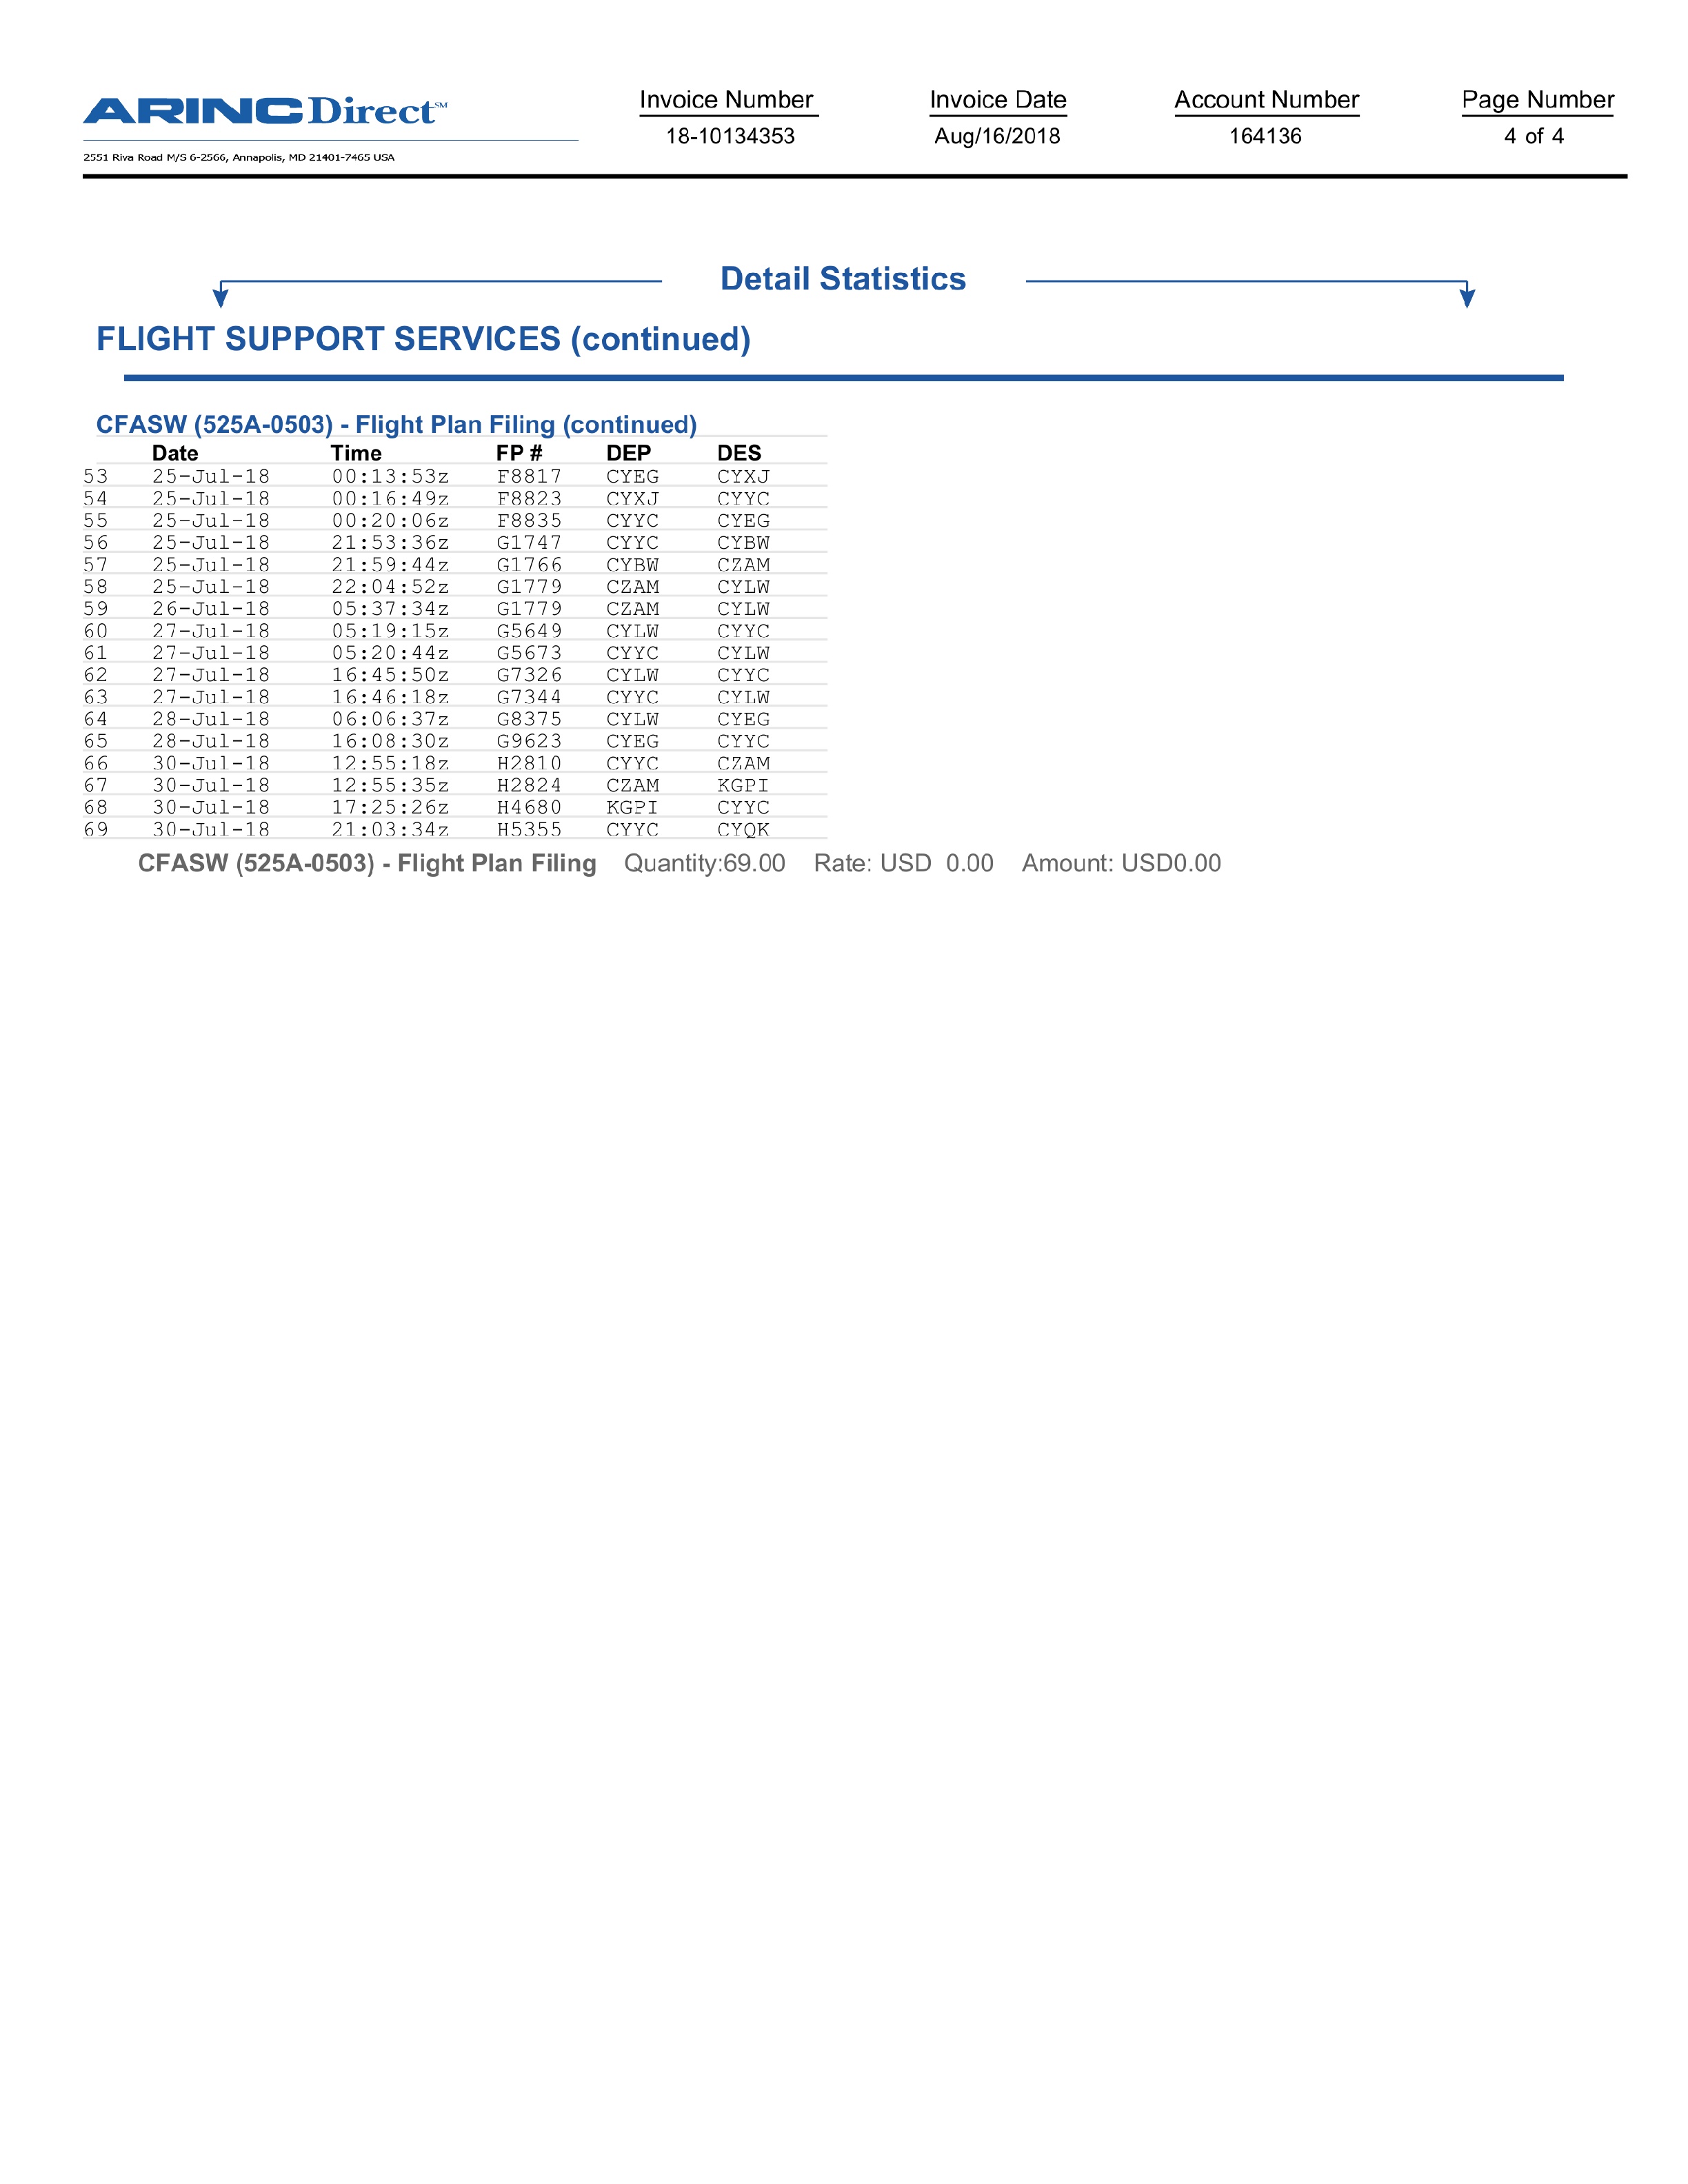 ARINCDirect℠
2551 Riva Road M/S 6-2566, Annapolis, MD 21401-7465 USA
Invoice Number Invoice Date Account Number Page Number
18-10134353 Aug/16/2018 164136 4 of 4
Detail Statistics
FLIGHT SUPPORT SERVICES (continued)
CFASW (525A-0503) - Flight Plan Filing (continued)
Date Time FP # DEP DES
53 25-Jul-18 00:13:53z F8817 CYEG CYXJ
54 25-Jul-18 00:16:49z F8823 CYXJ CYYC
55 25-Jul-18 00:20:06z F8835 CYYC CYEG
56 25-Jul-18 21:53:36z G1747 CYYC CYBW
57 25-Jul-18 21:59:44z G1766 CYBW CZAM
58 25-Jul-18 22:04:52z G1779 CZAM CYLW
59 26-Jul-18 05:37:34z G1779 CZAM CYLW
60 27-Jul-18 05:19:15z G5649 CYLW CYYC
61 27-Jul-18 05:20:44z G5673 CYYC CYLW
62 27-Jul-18 16:45:50z G7326 CYLW CYYC
63 27-Jul-18 16:46:18z G7344 CYYC CYLW
64 28-Jul-18 06:06:37z G8375 CYLW CYEG
65 28-Jul-18 16:08:30z G9623 CYEG CYYC
66 30-Jul-18 12:55:18z H2810 CYYC CZAM
67 30-Jul-18 12:55:35z H2824 CZAM KGPI
68 30-Jul-18 17:25:26z H4680 KGPI CYYC
69 30-Jul-18 21:03:34z H5355 CYYC CYQK
CFASW (525A-0503) - Flight Plan Filing Quantity:69.00 Rate: USD 0.00 Amount: USD0.00